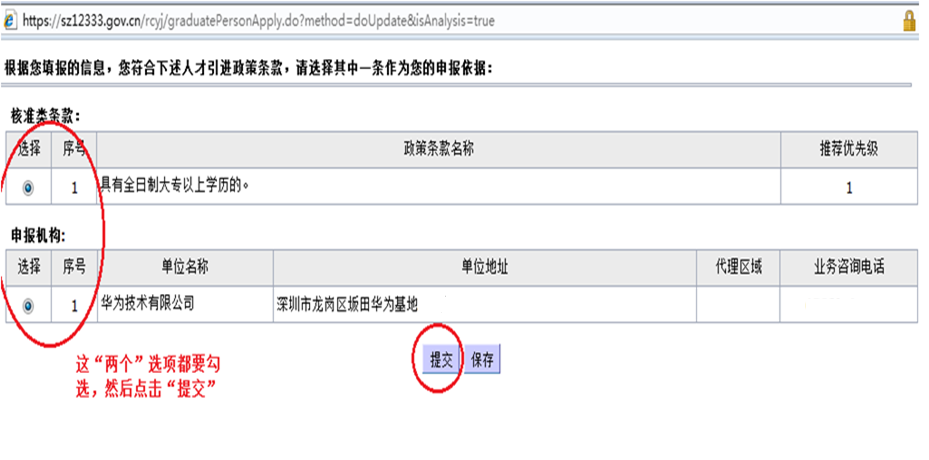 https://sz12333.gov.cn/rcyj/graduatePersonApply.do?method=doUpdate&isAnalysis=true
根据您填报的信息，您符合下述人才引进政策条款，请选择其中一条作为您的申报依据：
核准类条款：
选择 序号 政策条款名称 推荐优先级
1 具有全日制大专以上学历的。 1
申报机构:
选择 序号 单位名称 单位地址 代理区域 业务咨询电话
1 华为技术有限公司 深圳市龙岗区坂田华为基地
提交 保存
这“两个”选项都要勾
选，然后点击“提交”